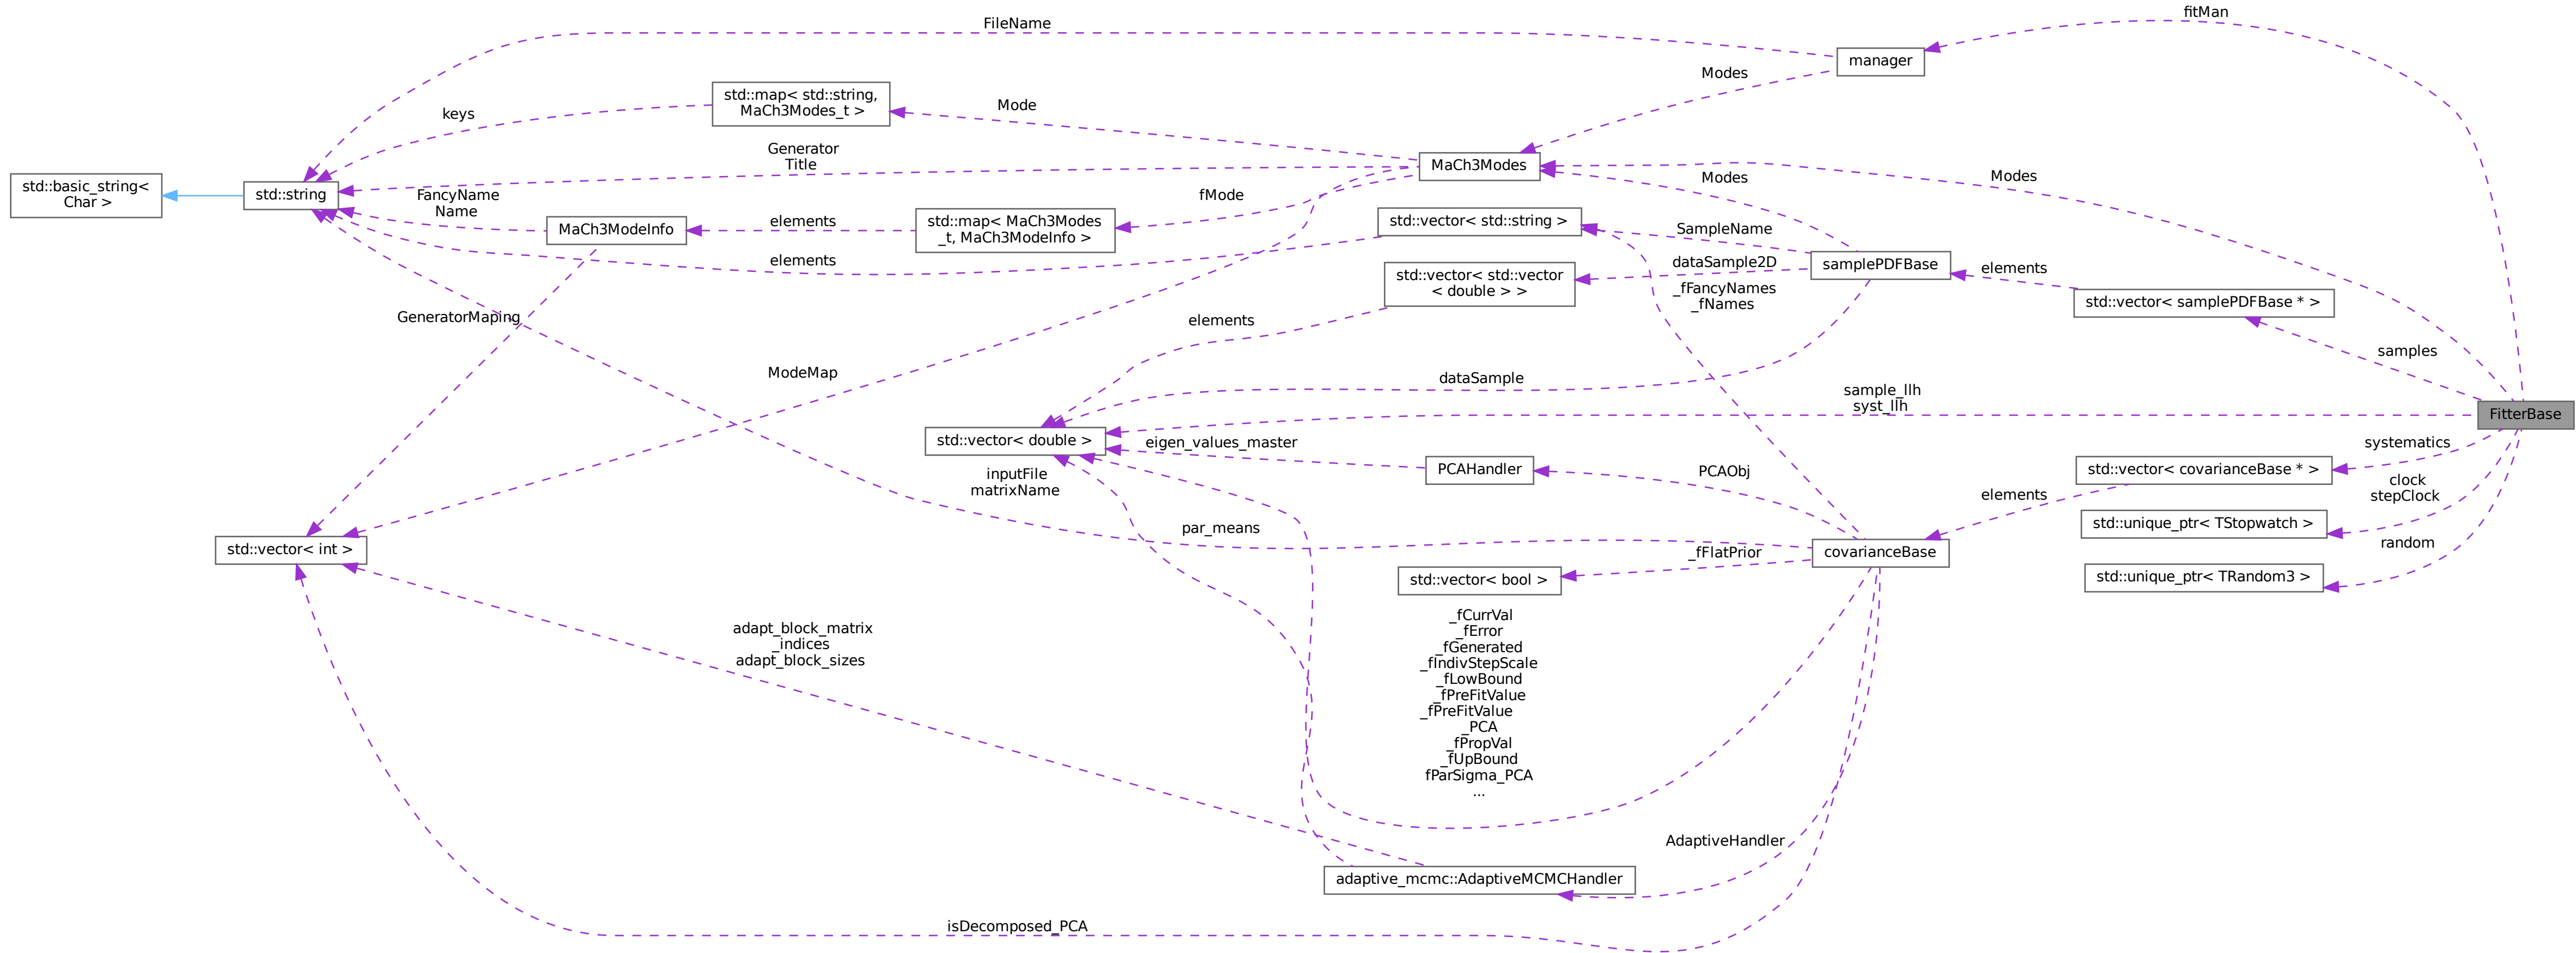 fitMan
FileName
manager
Modes
std::map< std::string,
MaCh3Modes_t >
Mode
keys
Generator
Title
MaCh3Modes
Modes
Modes
std::basic_string<
Char >
std::string
FancyName
Name
fMode
MaCh3ModeInfo
elements
std::map< MaCh3Modes
_t, MaCh3ModeInfo >
std::vector< std::string >
SampleName
elements
dataSample2D
samplePDFBase
elements
std::vector< std::vector
< double > >
_fFancyNames
_fNames
std::vector< samplePDFBase * >
GeneratorMaping
elements
samples
ModeMap
dataSample
sample_llh
syst_llh
FitterBase
std::vector< double >
eigen_values_master
systematics
inputFile
matrixName
PCAHandler
PCAObj
std::vector< covarianceBase * >
clock
stepClock
elements
par_means
std::unique_ptr< TStopwatch >
std::vector< int >
_fFlatPrior
covarianceBase
random
std::vector< bool >
std::unique_ptr< TRandom3 >
_fCurrVal
_fError
_fGenerated
_fIndivStepScale
_fLowBound
_fPreFitValue
_fPreFitValue
_PCA
_fPropVal
_fUpBound
fParSigma_PCA
...
adapt_block_matrix
_indices
adapt_block_sizes
AdaptiveHandler
adaptive_mcmc::AdaptiveMCMCHandler
isDecomposed_PCA